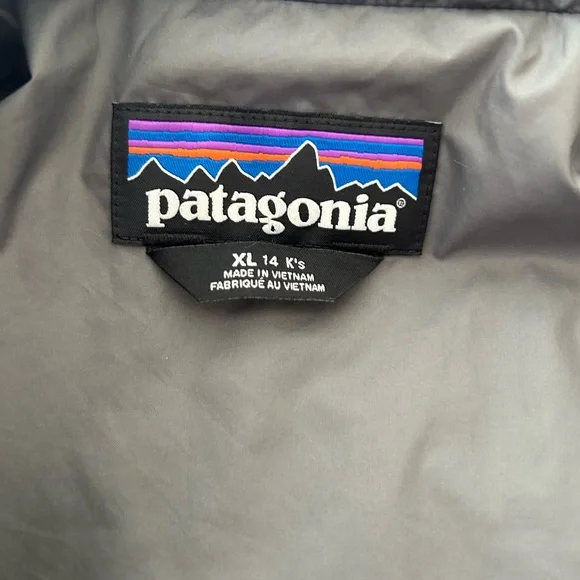 patagonia®
XL 14 K's
MADE IN VIETNAM
FABRIQUÉ AU VIETNAM